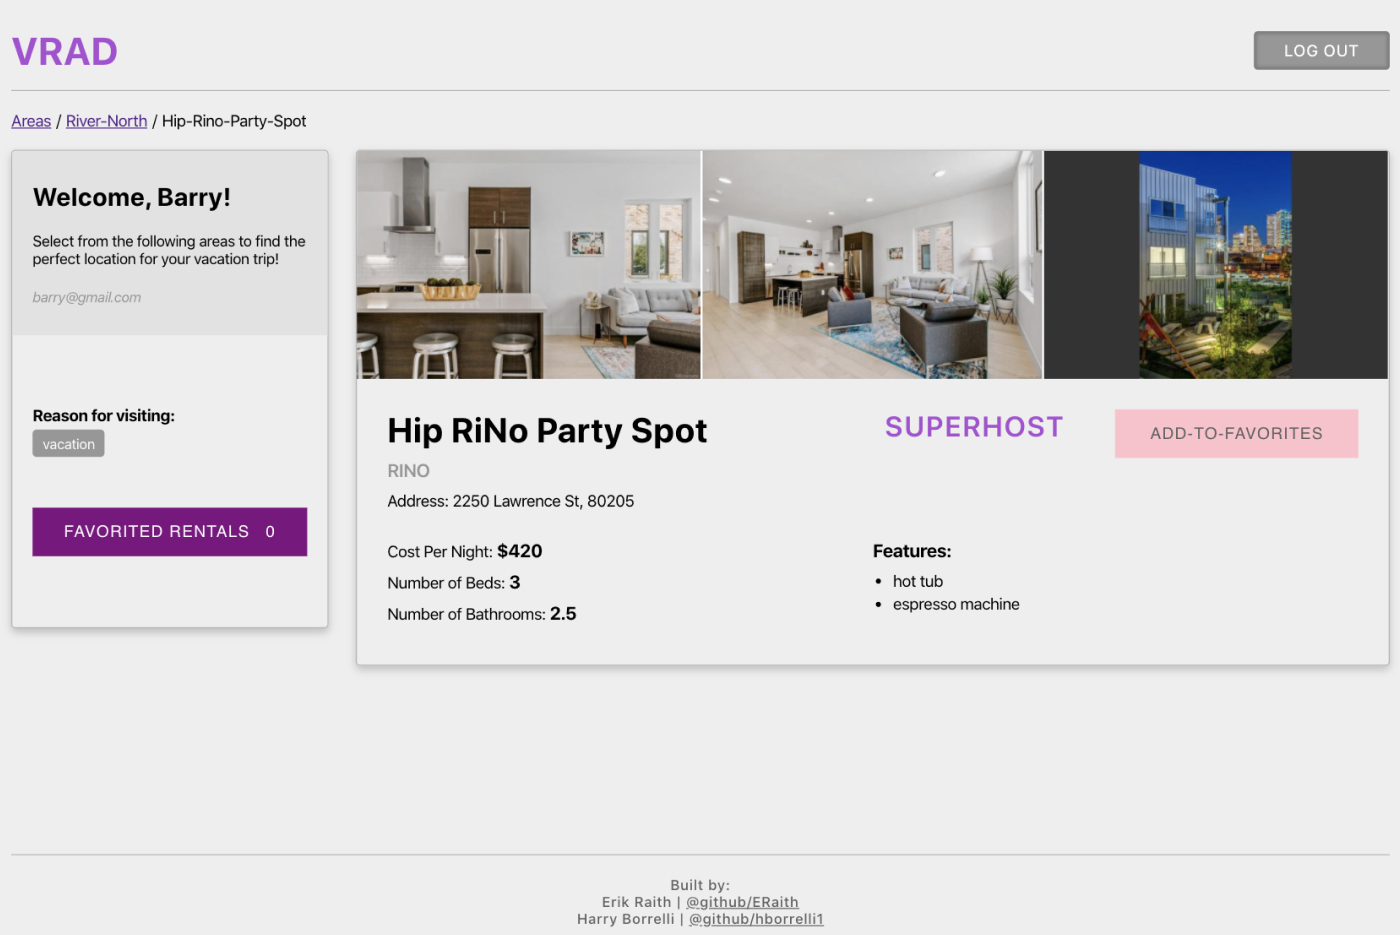 VRAD
LOG OUT
Areas / River-North / Hip-Rino-Party-Spot
Welcome, Barry!
Select from the following areas to find the
perfect location for your vacation trip!
barry@gmail.com
Reason for visiting:
vacation
FAVORITED RENTALS 0
Hip RiNo Party Spot
SUPERHOST
ADD-TO-FAVORITES
RINO
Address: 2250 Lawrence St, 80205
Cost Per Night: $420
Number of Beds: 3
Number of Bathrooms: 2.5
Features:
• hot tub
• espresso machine
Built by:
Erik Raith | @github/ERaith
Harry Borrelli | @github/hborrelli1